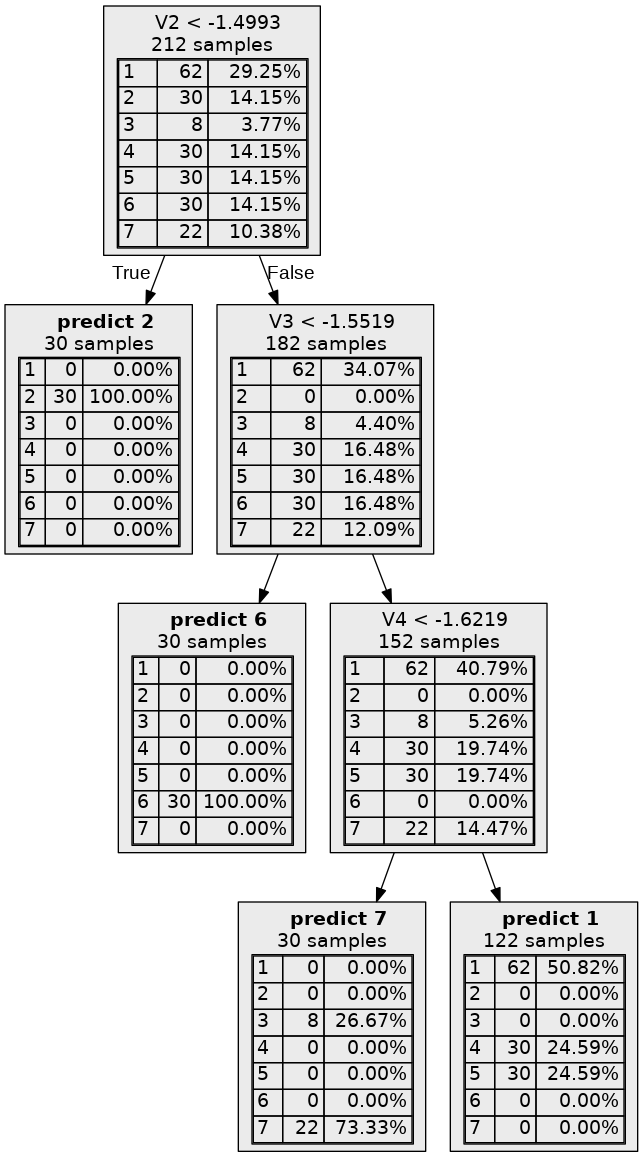 V2 < -1.4993
212 samples
1 62 29.25%
2 30 14.15%
3 8 3.77%
4 30 14.15%
5 30 14.15%
6 30 14.15%
7 22 10.38%
True False
predict 2
30 samples
1 0 0.00%
2 30 100.00%
3 0 0.00%
4 0 0.00%
5 0 0.00%
6 0 0.00%
7 0 0.00%
V3 < -1.5519
182 samples
1 62 34.07%
2 0 0.00%
3 8 4.40%
4 30 16.48%
5 30 16.48%
6 30 16.48%
7 22 12.09%
predict 6
30 samples
1 0 0.00%
2 0 0.00%
3 0 0.00%
4 0 0.00%
5 0 0.00%
6 30 100.00%
7 0 0.00%
V4 < -1.6219
152 samples
1 62 40.79%
2 0 0.00%
3 8 5.26%
4 30 19.74%
5 30 19.74%
6 0 0.00%
7 22 14.47%
predict 7
30 samples
1 0 0.00%
2 0 0.00%
3 8 26.67%
4 0 0.00%
5 0 0.00%
6 0 0.00%
7 22 73.33%
predict 1
122 samples
1 62 50.82%
2 0 0.00%
3 0 0.00%
4 30 24.59%
5 30 24.59%
6 0 0.00%
7 0 0.00%